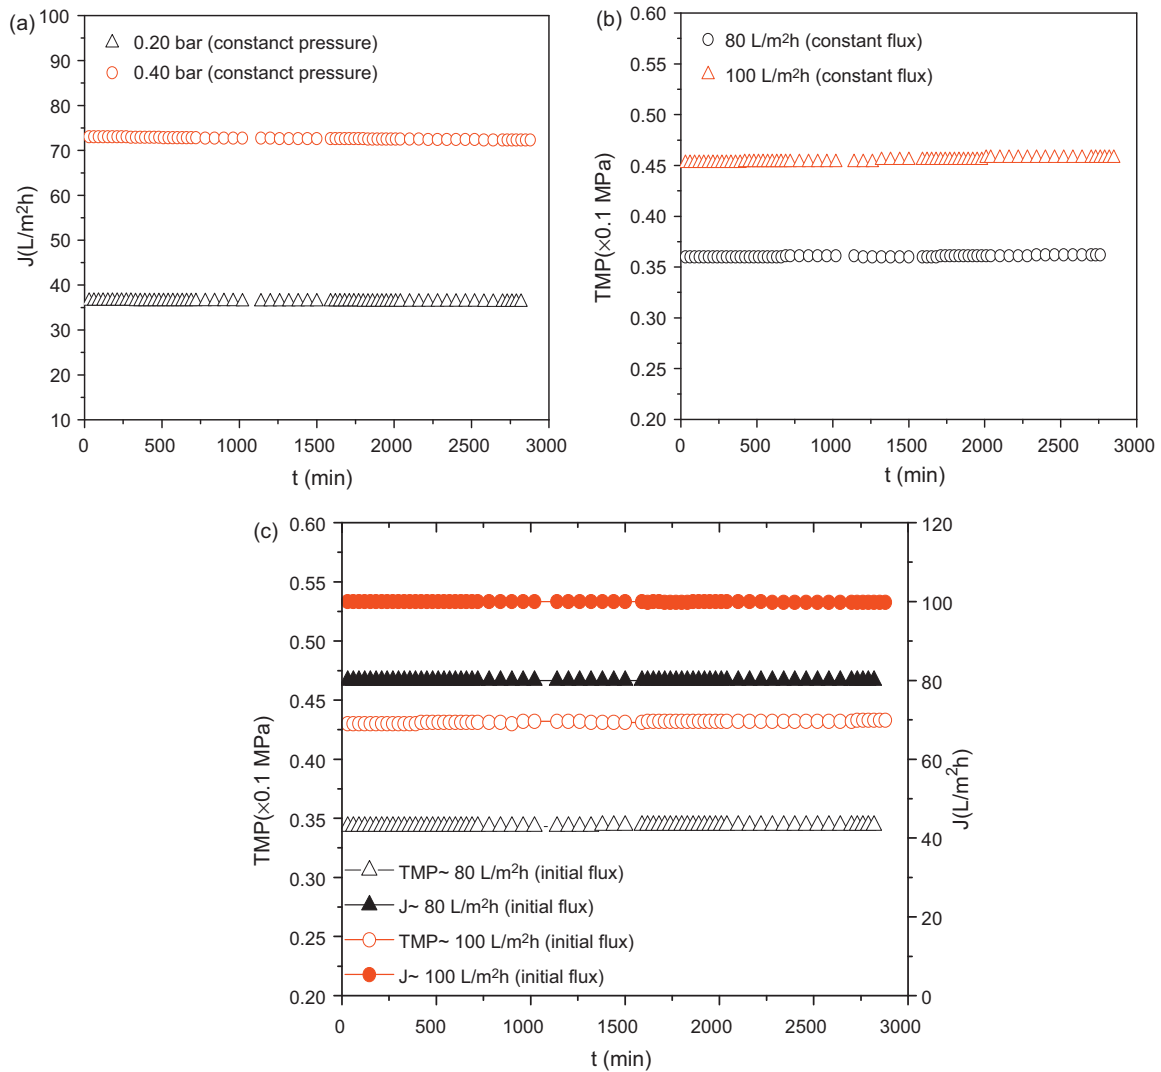 (a)
100
90
80
70
60
50
40
30
20
10
J(L/m²h)
△ 0.20 bar (constanct pressure)
○ 0.40 bar (constanct pressure)
0 500 1000 1500 2000 2500 3000
t (min)
(b)
0.60
0.55
0.50
0.45
0.40
0.35
0.30
0.25
0.20
TMP(×0.1 MPa)
○ 80 L/m²h (constant flux)
△ 100 L/m²h (constant flux)
0 500 1000 1500 2000 2500 3000
t (min)
(c)
0.60
0.55
0.50
0.45
0.40
0.35
0.30
0.25
0.20
TMP(×0.1 MPa)
120
100
80
60
40
20
0
J(L/m²h)
TMP~ 80 L/m²h (initial flux)
J~ 80 L/m²h (initial flux)
TMP~ 100 L/m²h (initial flux)
J~ 100 L/m²h (initial flux)
0 500 1000 1500 2000 2500 3000
t (min)